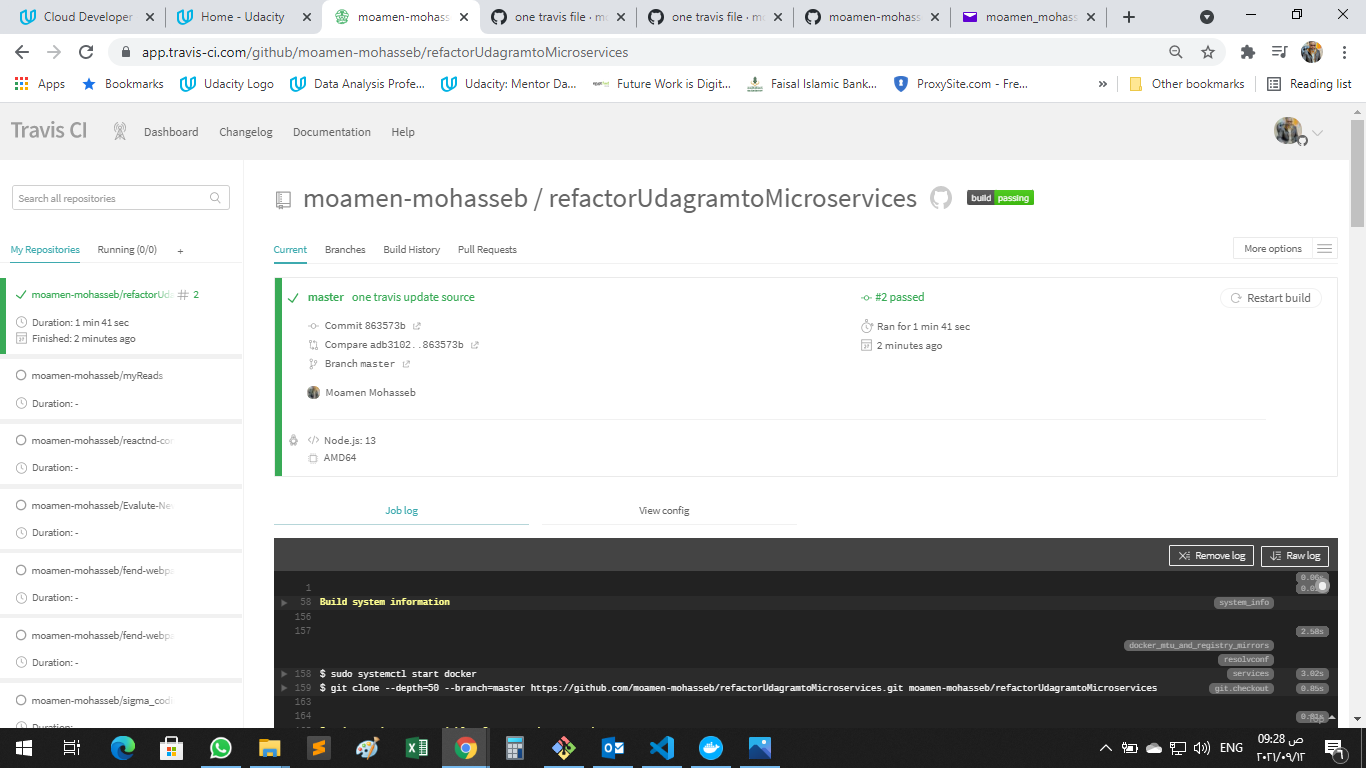 Cloud Developer
Home - Udacity
moamen-mohass
one travis file · mo
one travis file · mo
moamen-mohass
moamen_mohas
app.travis-ci.com/github/moamen-mohasseb/refactorUdagramtoMicroservices
Apps
Bookmarks
Udacity Logo
Data Analysis Profe...
Udacity: Mentor Da...
Future Work is Digit...
Faisal Islamic Bank...
ProxySite.com - Fre...
»
Other bookmarks
Reading list
Travis CI
Dashboard
Changelog
Documentation
Help
Search all repositories
My Repositories
Running (0/0)
+
moamen-mohasseb/refactorUda # 2
Duration: 1 min 41 sec
Finished: 2 minutes ago
moamen-mohasseb/myReads
Duration: -
moamen-mohasseb/reactnd-con
Duration: -
moamen-mohasseb/Evalute-New
Duration: -
moamen-mohasseb/fend-webpa
Duration: -
moamen-mohasseb/fend-webpa
Duration: -
moamen-mohasseb/sigma_codi
Duration: -
moamen-mohasseb / refactorUdagramtoMicroservices
build passing
Current
Branches
Build History
Pull Requests
More options
master one travis update source
Commit 863573b
Compare adb3102..863573b
Branch master
Moamen Mohasseb
Node.js: 13
AMD64
#2 passed
Ran for 1 min 41 sec
2 minutes ago
Restart build
Job log
View config
Remove log
Raw log
1
0.06s
58 Build system information system_info
156
157 2.58s
docker_mtu_and_registry_mirrors
resolvconf
158 $ sudo systemctl start docker services 3.02s
159 $ git clone --depth=50 --branch=master https://github.com/moamen-mohasseb/refactorUdagramtoMicroservices.git moamen-mohasseb/refactorUdagramtoMicroservices git.checkout 0.85s
163
164 0.01s
Top
ENG
09:28 ص
٢٠٢١/٠٩/١٢